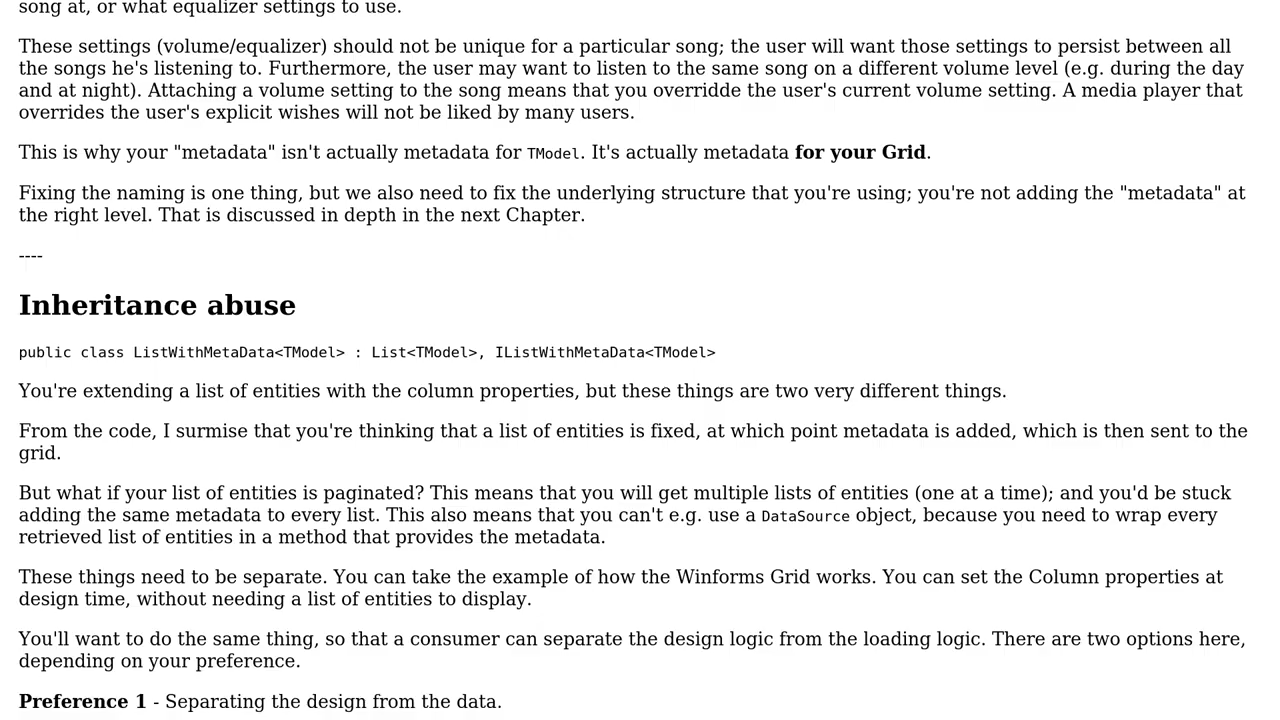 song at, or what equalizer settings to use.
These settings (volume/equalizer) should not be unique for a particular song; the user will want those settings to persist between all
the songs he's listening to. Furthermore, the user may want to listen to the same song on a different volume level (e.g. during the day
and at night). Attaching a volume setting to the song means that you overridde the user's current volume setting. A media player that
overrides the user's explicit wishes will not be liked by many users.
This is why your "metadata" isn't actually metadata for TModel. It's actually metadata for your Grid.
Fixing the naming is one thing, but we also need to fix the underlying structure that you're using; you're not adding the "metadata" at
the right level. That is discussed in depth in the next Chapter.
----
Inheritance abuse
public class ListWithMetaData<TModel> : List<TModel>, IListWithMetaData<TModel>
You're extending a list of entities with the column properties, but these things are two very different things.
From the code, I surmise that you're thinking that a list of entities is fixed, at which point metadata is added, which is then sent to the
grid.
But what if your list of entities is paginated? This means that you will get multiple lists of entities (one at a time); and you'd be stuck
adding the same metadata to every list. This also means that you can't e.g. use a DataSource object, because you need to wrap every
retrieved list of entities in a method that provides the metadata.
These things need to be separate. You can take the example of how the Winforms Grid works. You can set the Column properties at
design time, without needing a list of entities to display.
You'll want to do the same thing, so that a consumer can separate the design logic from the loading logic. There are two options here,
depending on your preference.
Preference 1 - Separating the design from the data.